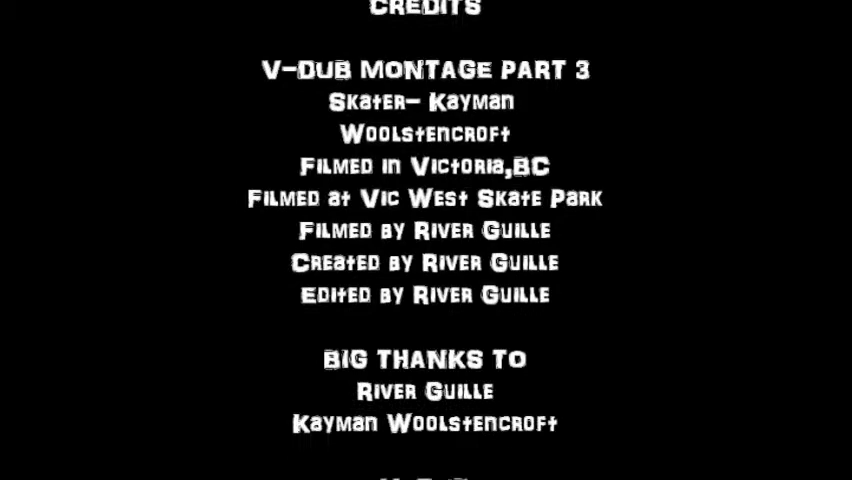 CREDITS
V-DUB MONTAGE PART 3
Skater- Kayman
Woolstencroft
Filmed in Victoria,BC
Filmed at Vic West Skate Park
Filmed by River Guille
Created by River Guille
Edited by River Guille
BIG THANKS TO
River Guille
Kayman Woolstencroft